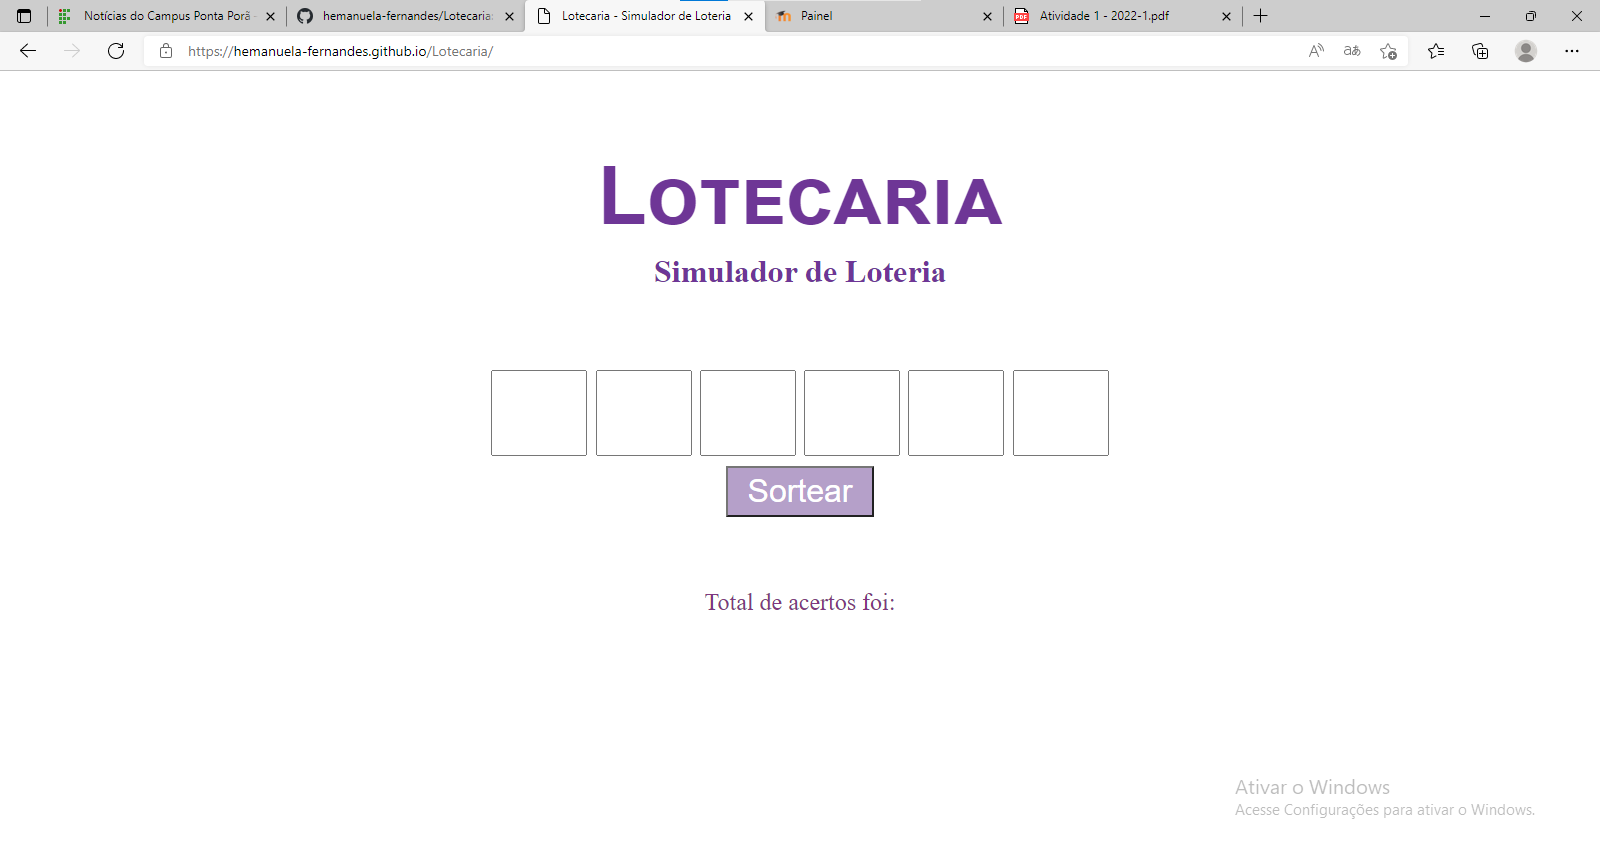 Notícias do Campus Ponta Porã -
hemanuela-fernandes/Lotecaria:
Lotecaria - Simulador de Loteria
Painel
Atividade 1 - 2022-1.pdf
https://hemanuela-fernandes.github.io/Lotecaria/
LOTECARIA
Simulador de Loteria
Sortear
Total de acertos foi:
Ativar o Windows
Acesse Configurações para ativar o Windows.